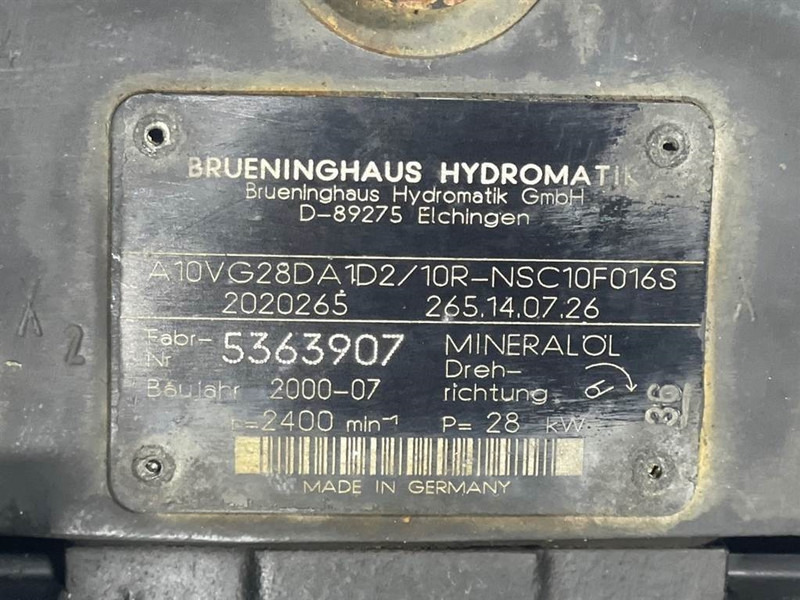 BRUENINGHAUS HYDROMATIK
Brueninghaus Hydromatik GmbH
D-89275 Elchingen
A10VG28DA1D2/10R-NSC10F016S
2020265 265.14.07.26
Fabr-Nr 5363907 MINERALÖL
Baujahr 2000-07 Dreh-richtung
36
n=2400 min⁻¹ P= 28 kW
MADE IN GERMANY